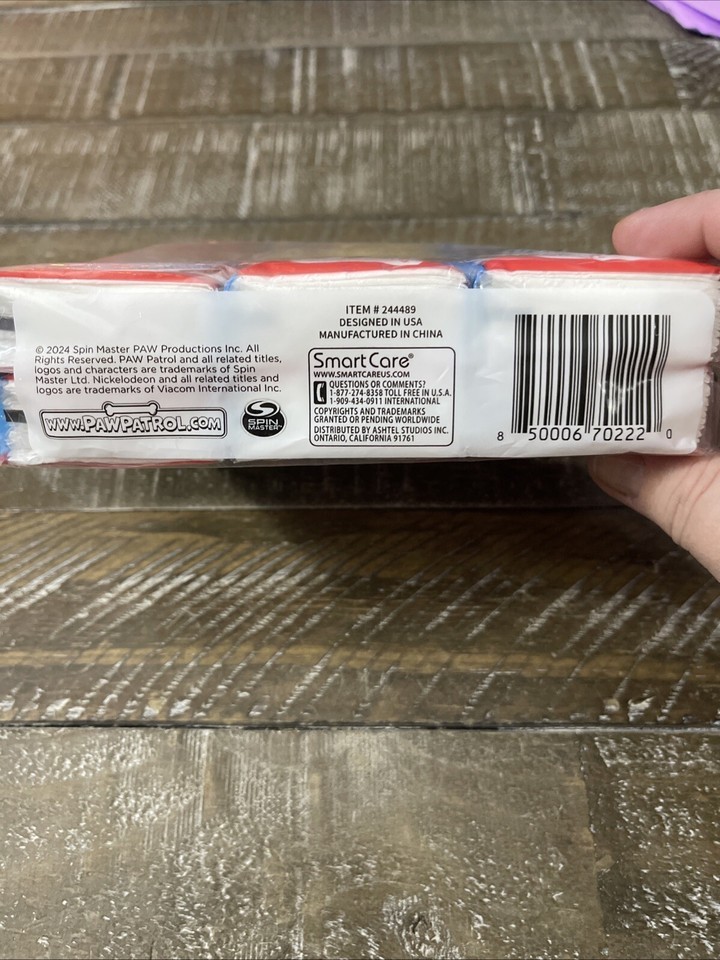 © 2024 Spin Master PAW Productions Inc. All
Rights Reserved. PAW Patrol and all related titles,
logos and characters are trademarks of Spin
Master Ltd. Nickelodeon and all related titles and
logos are trademarks of Viacom International Inc.
WWW.PAWPATROL.COM
SPIN
MASTER™
ITEM # 244489
DESIGNED IN USA
MANUFACTURED IN CHINA
SmartCare®
WWW.SMARTCAREUS.COM
QUESTIONS OR COMMENTS?
1-877-274-8358 TOLL FREE IN U.S.A.
1-909-434-0911 INTERNATIONAL
COPYRIGHTS AND TRADEMARKS
GRANTED OR PENDING WORLDWIDE
DISTRIBUTED BY ASHTEL STUDIOS INC.
ONTARIO, CALIFORNIA 91761
8 50006 70222 0